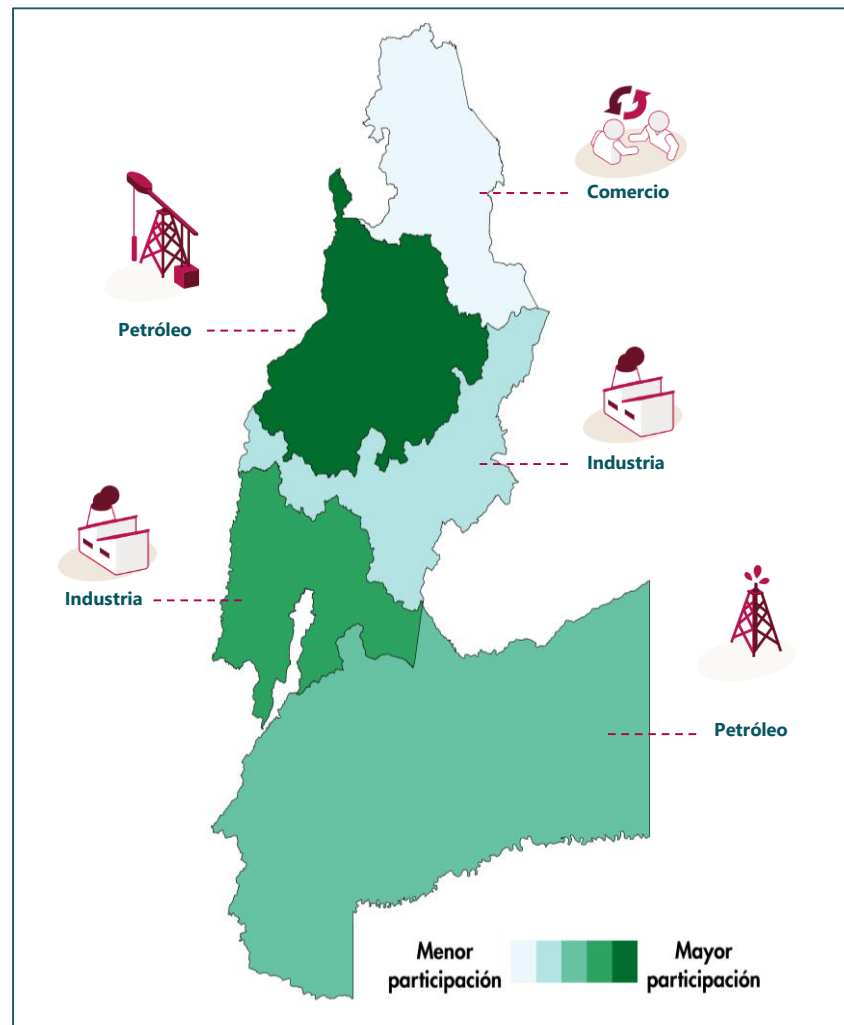 Comercio
Petróleo
Industria
Industria
Petróleo
Menor
participación
Mayor
participación